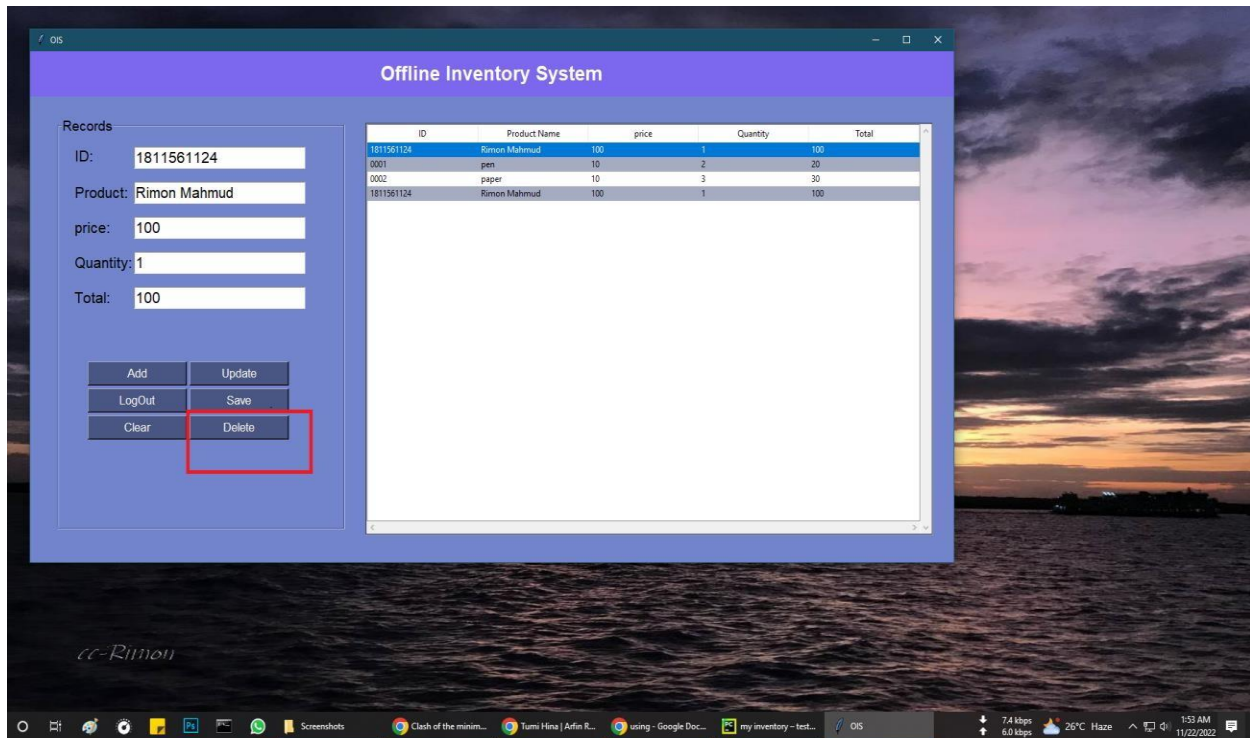 OIS
Offline Inventory System
Records
ID: 1811561124
Product: Rimon Mahmud
price: 100
Quantity: 1
Total: 100
Add Update
LogOut Save
Clear Delete
ID Product Name price Quantity Total
1811561124 Rimon Mahmud 100 1 100
0001 pen 10 2 20
0002 paper 10 3 30
1811561124 Rimon Mahmud 100 1 100
cc-Rimon
Ps
Screenshots
Clash of the minim...
Tumi Hina | Arfin R...
using - Google Doc...
PC
my inventory – test...
OIS
7.4 kbps
6.0 kbps
26°C Haze
1:53 AM
11/22/2022